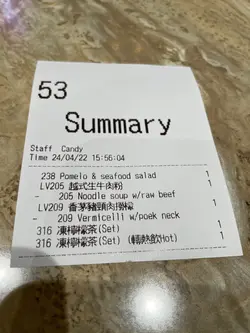 53
Summary
Staff Candy
Time 24/04/22 15:56:04
238 Pomelo & seafood salad 1
LV205 越式生牛肉粉 1
- 205 Noodle soup w/raw beef
LV209 香茅豬頸肉撈檬 1
- 209 Vermicelli w/poek neck
316 凍檸檬茶(Set) 1
316 凍檸檬茶(Set) (轉熱飲Hot) 1